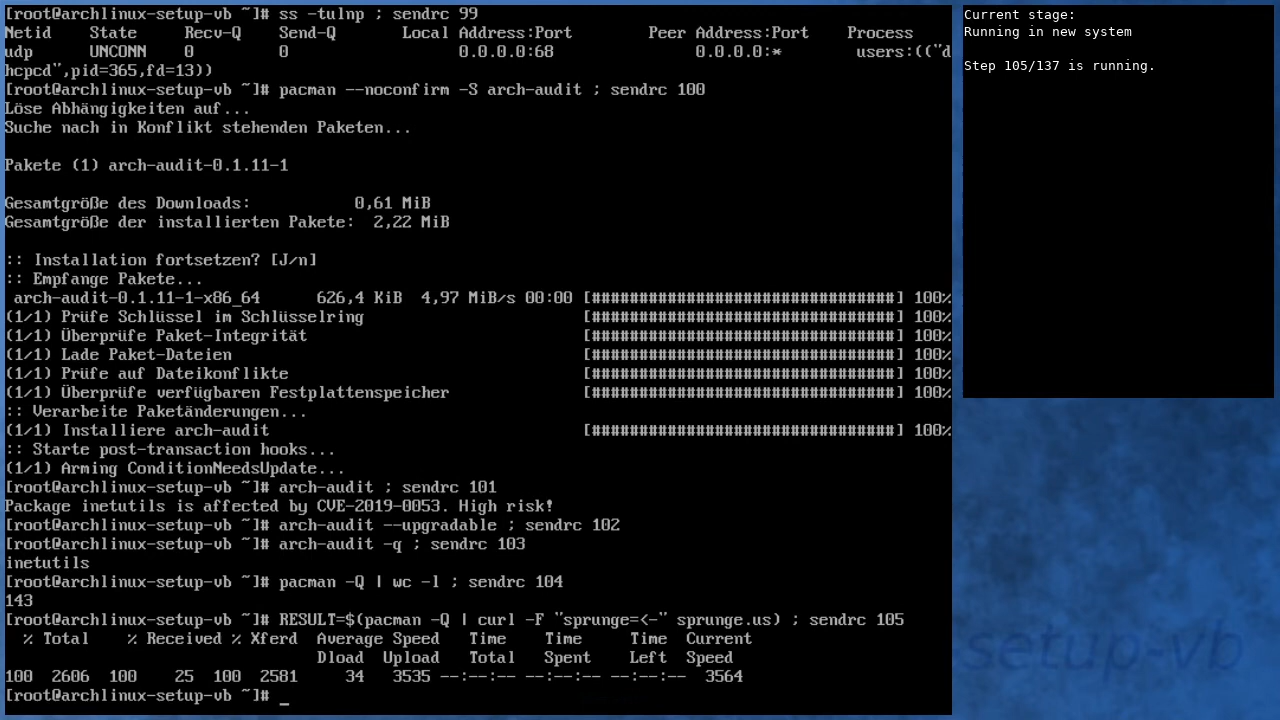 [root@archlinux-setup-vb ~]# ss -tulnp ; sendrc 99
Netid    State     Recv-Q    Send-Q       Local Address:Port        Peer Address:Port    Process
udp      UNCONN    0         0                  0.0.0.0:68               0.0.0.0:*        users:(("d
hcpcd",pid=365,fd=13))
[root@archlinux-setup-vb ~]# pacman --noconfirm -S arch-audit ; sendrc 100
Löse Abhängigkeiten auf...
Suche nach in Konflikt stehenden Paketen...
Pakete (1) arch-audit-0.1.11-1
Gesamtgröße des Downloads:           0,61 MiB
Gesamtgröße der installierten Pakete:  2,22 MiB
:: Installation fortsetzen? [J/n]
:: Empfange Pakete...
 arch-audit-0.1.11-1-x86_64      626,4 KiB  4,97 MiB/s 00:00 [################################] 100%
(1/1) Prüfe Schlüssel im Schlüsselring                       [################################] 100%
(1/1) Überprüfe Paket-Integrität                             [################################] 100%
(1/1) Lade Paket-Dateien                                     [################################] 100%
(1/1) Prüfe auf Dateikonflikte                               [################################] 100%
(1/1) Überprüfe verfügbaren Festplattenspeicher              [################################] 100%
:: Verarbeite Paketänderungen...
(1/1) Installiere arch-audit                                 [################################] 100%
:: Starte post-transaction hooks...
(1/1) Arming ConditionNeedsUpdate...
[root@archlinux-setup-vb ~]# arch-audit ; sendrc 101
Package inetutils is affected by CVE-2019-0053. High risk!
[root@archlinux-setup-vb ~]# arch-audit --upgradable ; sendrc 102
[root@archlinux-setup-vb ~]# arch-audit -q ; sendrc 103
inetutils
[root@archlinux-setup-vb ~]# pacman -Q | wc -l ; sendrc 104
143
[root@archlinux-setup-vb ~]# RESULT=$(pacman -Q | curl -F "sprunge=<-" sprunge.us) ; sendrc 105
  % Total    % Received % Xferd  Average Speed   Time    Time     Time  Current
                                 Dload  Upload   Total   Spent    Left  Speed
100  2606  100    25  100  2581     34   3535 --:--:-- --:--:-- --:--:--  3564
[root@archlinux-setup-vb ~]# _
Current stage:
Running in new system
Step 105/137 is running.
setup-vb